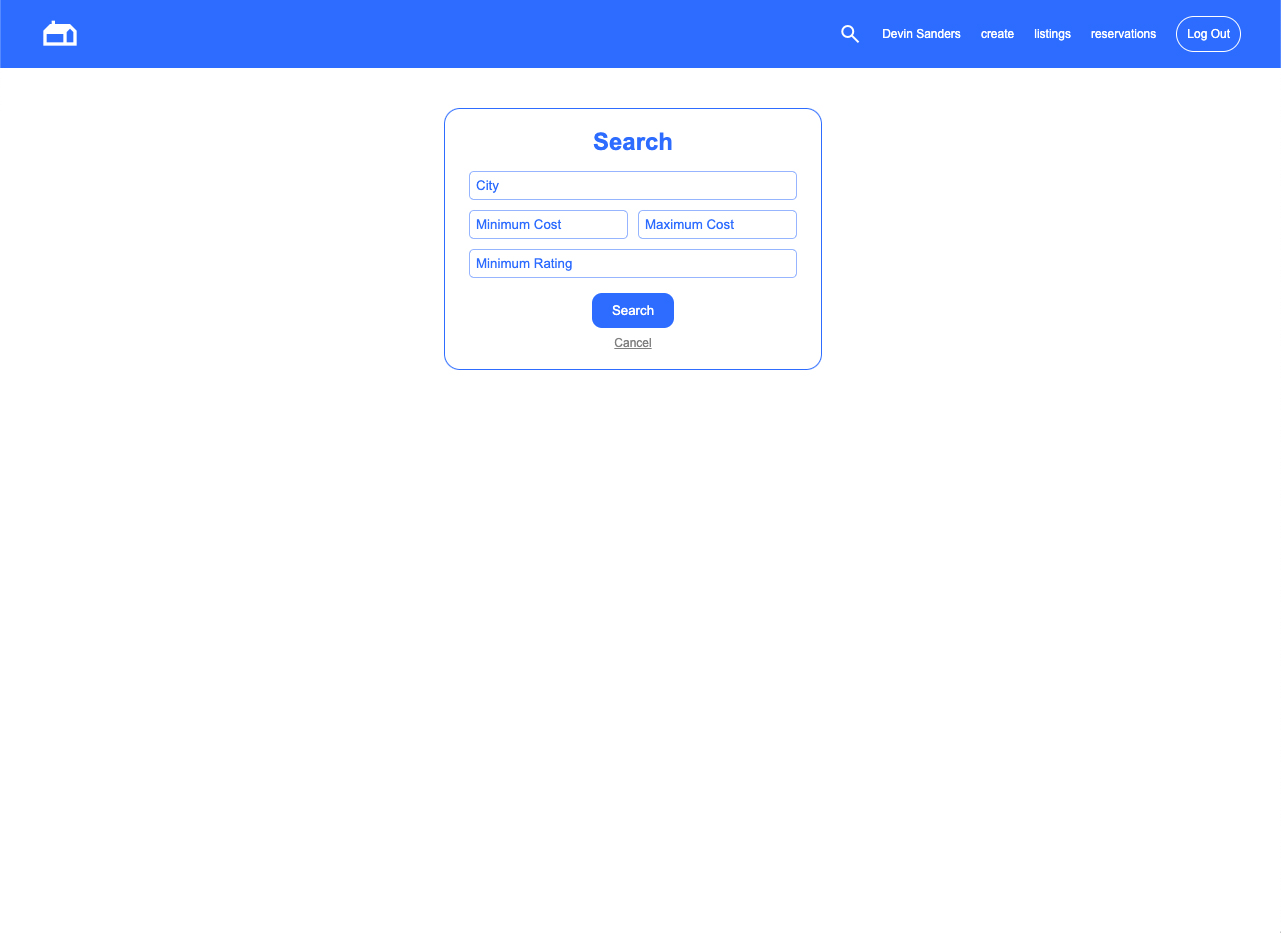 Devin Sanders create listings reservations Log Out
Search
City
Minimum Cost Maximum Cost
Minimum Rating
Search
Cancel